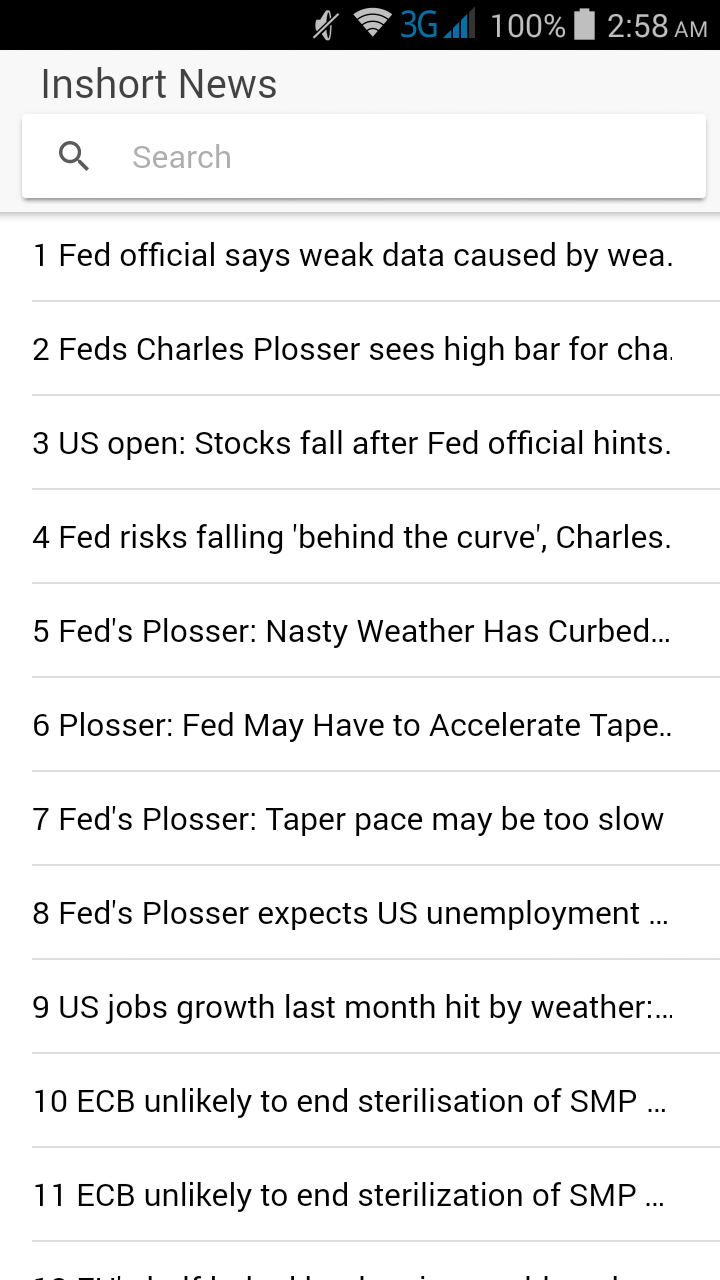 3G 100% 2:58 AM
Inshort News
Search
1 Fed official says weak data caused by wea.
2 Feds Charles Plosser sees high bar for cha.
3 US open: Stocks fall after Fed official hints.
4 Fed risks falling 'behind the curve', Charles.
5 Fed's Plosser: Nasty Weather Has Curbed...
6 Plosser: Fed May Have to Accelerate Tape..
7 Fed's Plosser: Taper pace may be too slow
8 Fed's Plosser expects US unemployment ...
9 US jobs growth last month hit by weather:...
10 ECB unlikely to end sterilisation of SMP ...
11 ECB unlikely to end sterilization of SMP ...